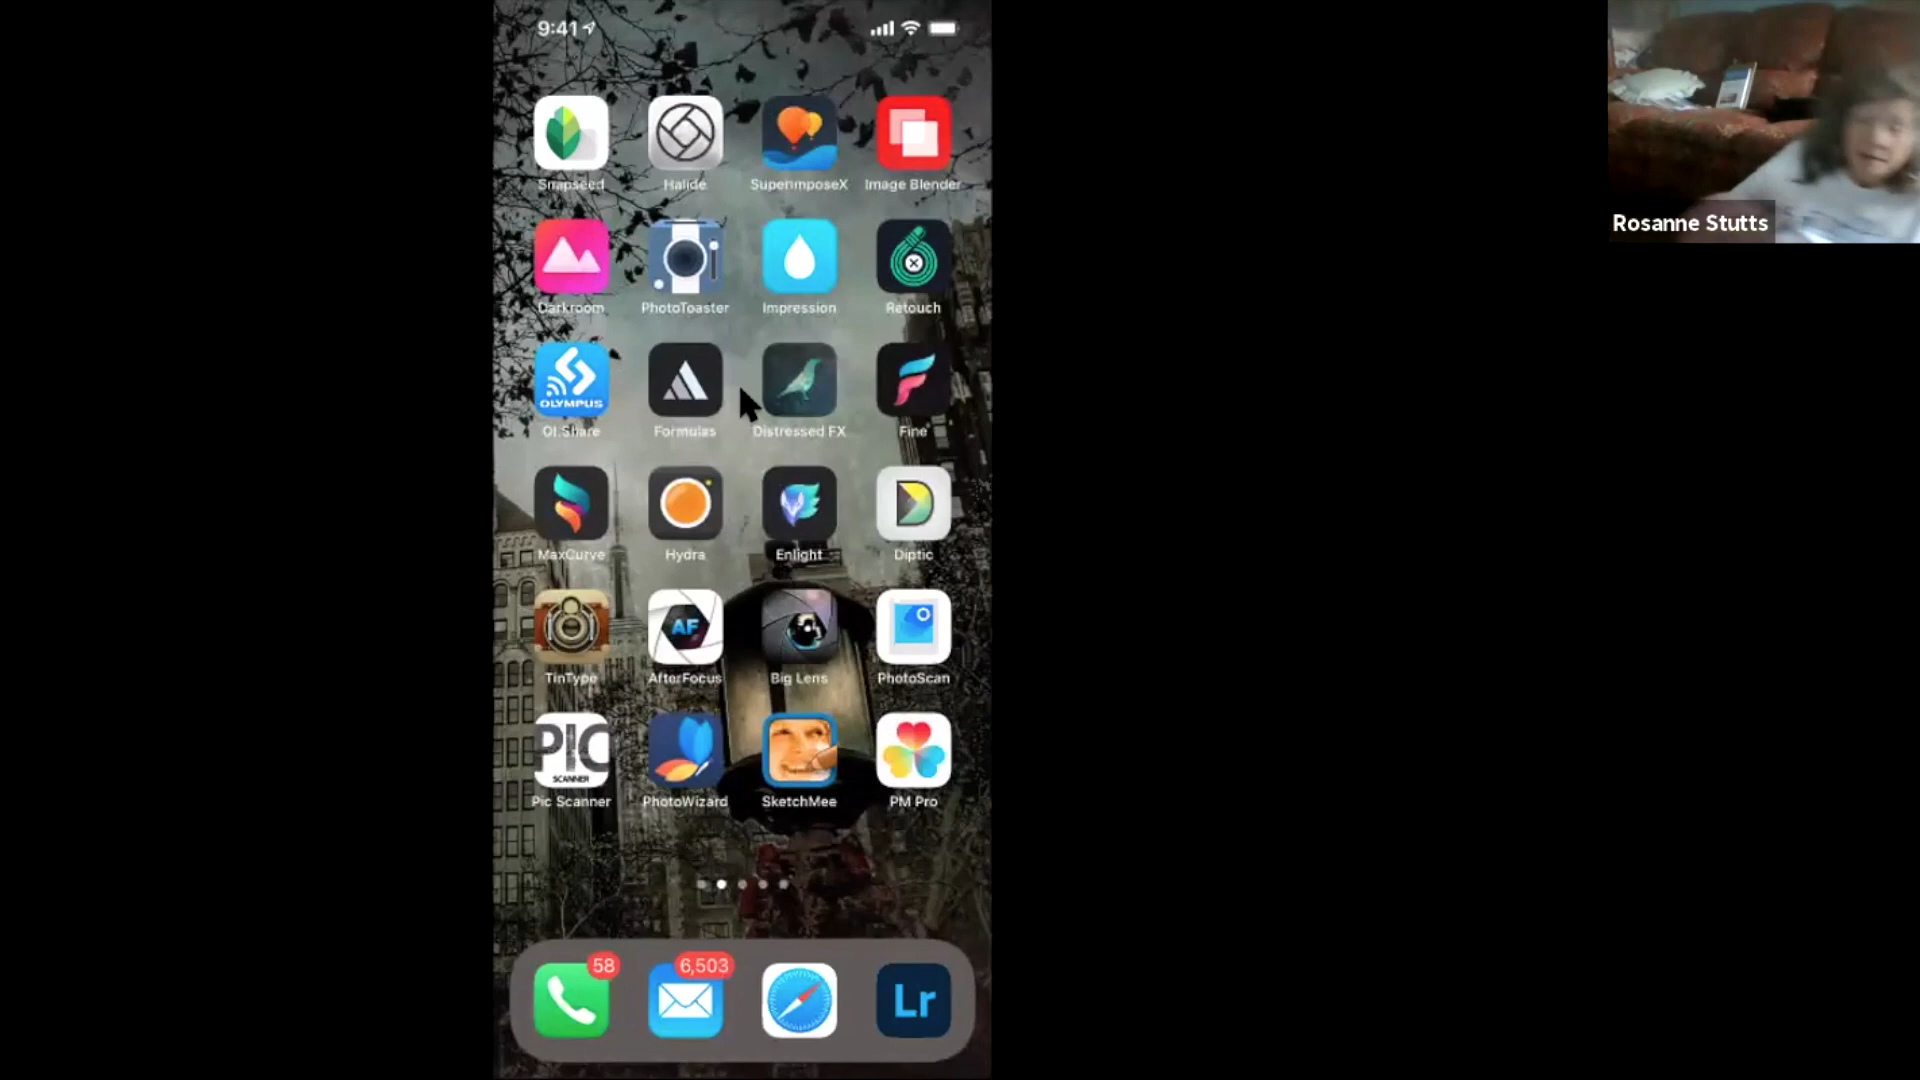 9:41
Snapseed Halide SuperimposeX Image Blender
Rosanne Stutts
Darkroom PhotoToaster Impression Retouch
OLYMPUS
OI.Share Formulas Distressed FX Fine
MaxCurve Hydra Enlight Diptic
AF
TinType AfterFocus Big Lens PhotoScan
PIC
SCANNER
Pic Scanner PhotoWizard SketchMee PM Pro
58 6,503
Lr